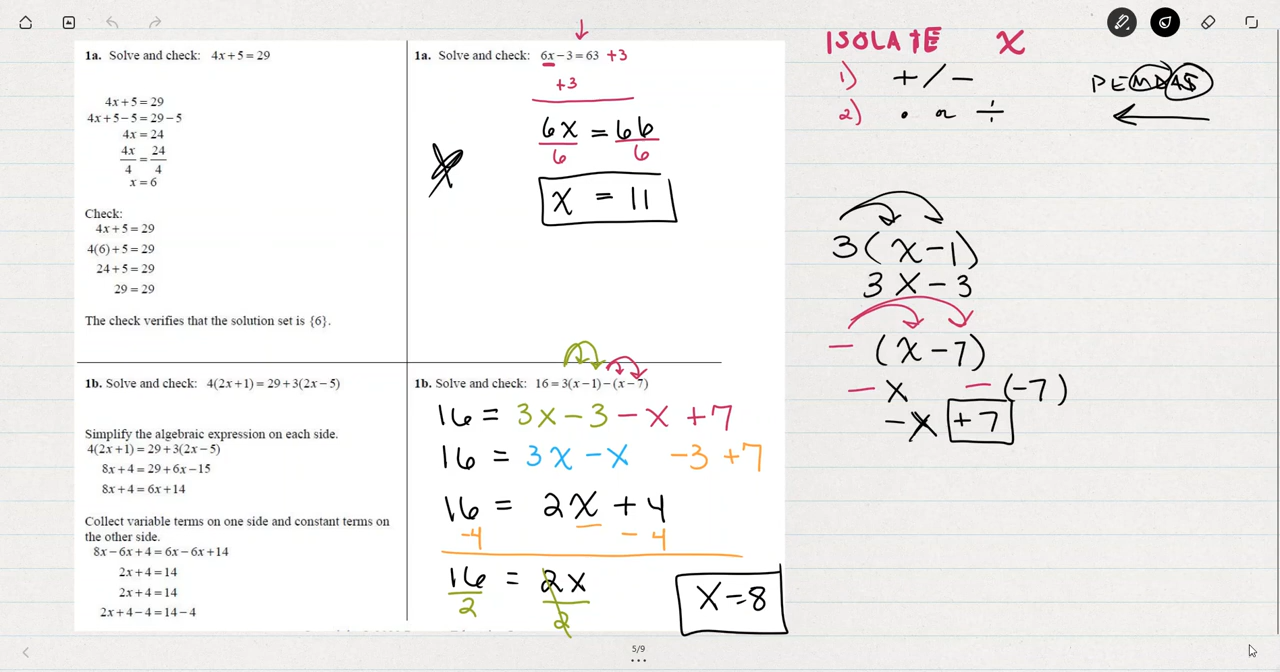 1a. Solve and check: 4x+5=29
4x+5=29
4x+5−5=29−5
4x=24
4x/4 = 24/4
x=6
Check:
4x+5=29
4(6)+5=29
24+5=29
29=29
The check verifies that the solution set is {6}.
1a. Solve and check: 6x−3=63 +3
+3
6x = 66
6 6
x = 11
ISOLATE x
1) +/−
2) • or ÷
PEMDAS
3(x−1)
3x−3
−(x−7)
−x −(−7)
−x +7
1b. Solve and check: 4(2x+1)=29+3(2x−5)
Simplify the algebraic expression on each side.
4(2x+1)=29+3(2x−5)
8x+4=29+6x−15
8x+4=6x+14
Collect variable terms on one side and constant terms on
the other side.
8x−6x+4=6x−6x+14
2x+4=14
2x+4=14
2x+4−4=14−4
1b. Solve and check: 16=3(x−1)−(x−7)
16 = 3x−3−x+7
16 = 3x−x −3+7
16 = 2x+4
−4 −4
16 = 2x
2 2
x=8
5/9